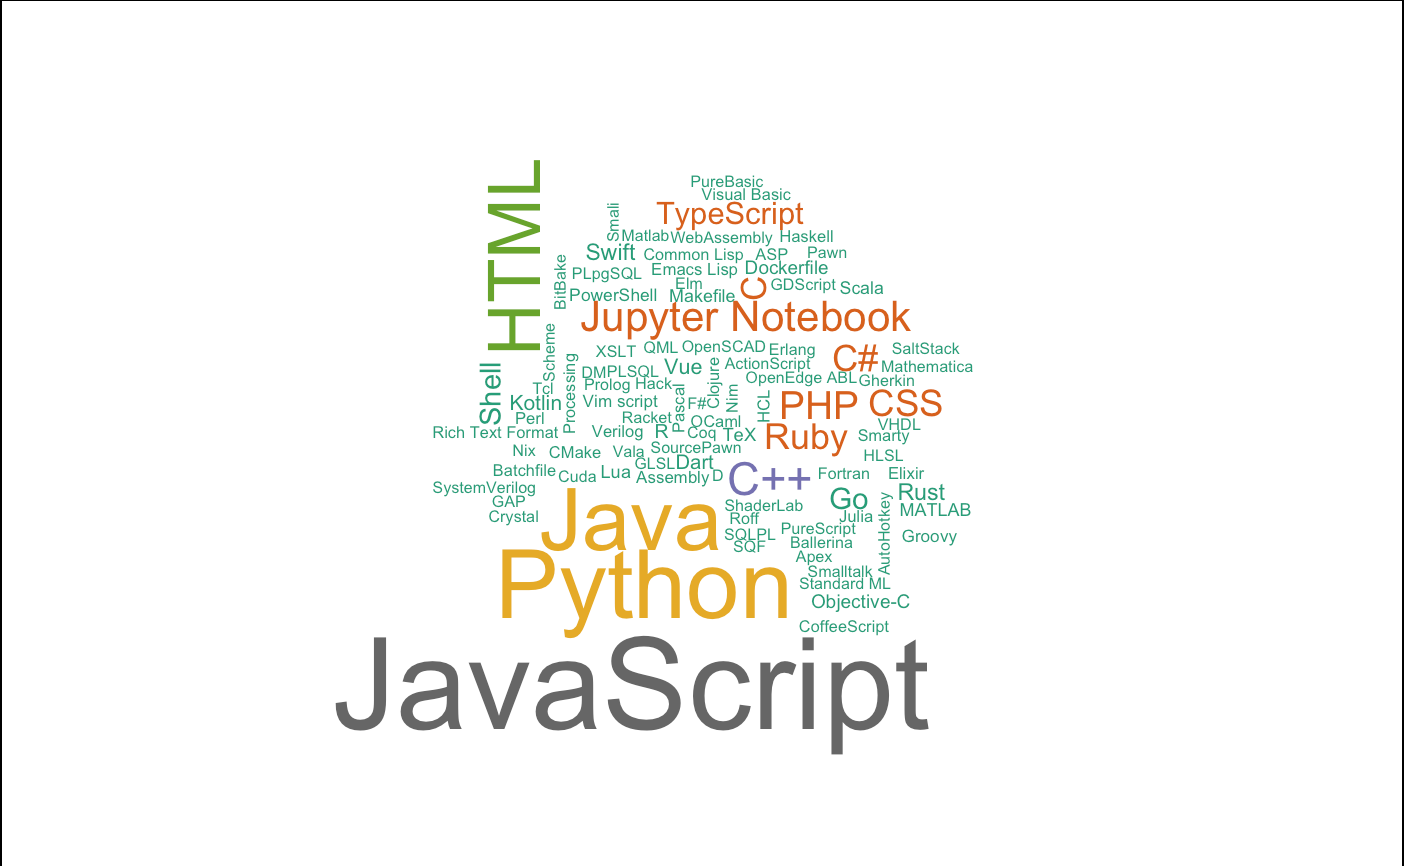 PureBasic
Visual Basic
HTML
Smali
TypeScript
Matlab
WebAssembly
Haskell
Swift
Common Lisp
ASP
Pawn
BitBake
PLpgSQL
Emacs Lisp
Dockerfile
Elm
C
GDScript
Scala
PowerShell
Makefile
Jupyter Notebook
Scheme
XSLT
QML
OpenSCAD
Erlang
C#
SaltStack
Shell
Processing
DM
PLSQL
Vue
Clojure
ActionScript
Mathematica
Tcl
Prolog
Hack
Pascal
Nim
OpenEdge ABL
Gherkin
Kotlin
Vim script
F#
HCL
PHP
CSS
Perl
Racket
OCaml
VHDL
Rich Text Format
Verilog
R
Coq
TeX
Ruby
Smarty
Nix
CMake
Vala
SourcePawn
HLSL
Batchfile
Cuda
Lua
GLSL
Dart
Assembly
D
C++
Fortran
Elixir
SystemVerilog
GAP
Crystal
Java
ShaderLab
Go
Rust
MATLAB
Roff
Julia
AutoHotkey
SQLPL
PureScript
Groovy
SQF
Ballerina
Apex
Python
Smalltalk
Standard ML
Objective-C
CoffeeScript
JavaScript